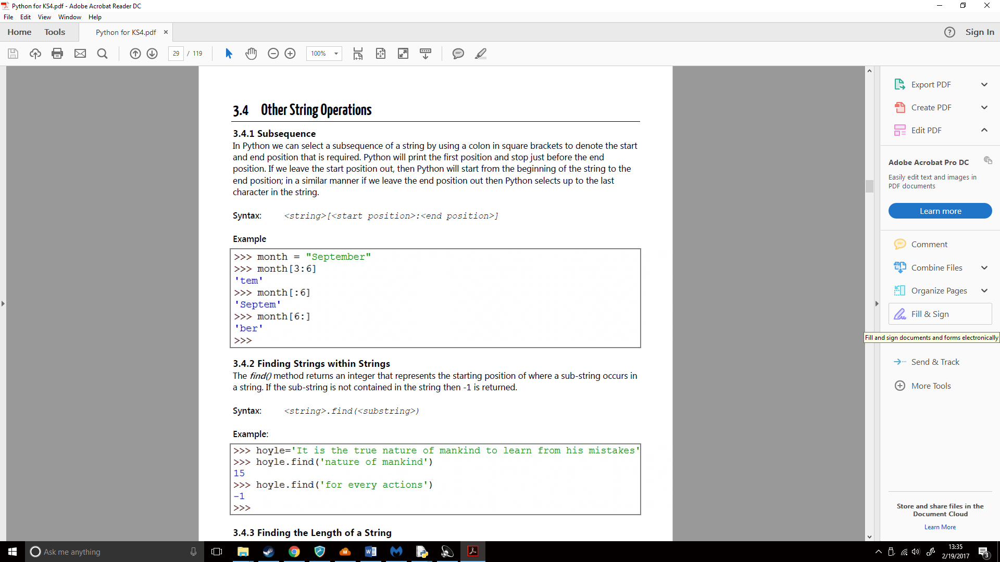 Python for KS4.pdf - Adobe Acrobat Reader DC
File Edit View Window Help
Home Tools Python for KS4.pdf × ? Sign In
29 / 119 100%
3.4 Other String Operations
3.4.1 Subsequence
In Python we can select a subsequence of a string by using a colon in square brackets to denote the start
and end position that is required. Python will print the first position and stop just before the end
position. If we leave the start position out, then Python will start from the beginning of the string to the
end position; in a similar manner if we leave the end position out then Python selects up to the last
character in the string.
Syntax: <string>[<start position>:<end position>]
Example
>>> month = "September"
>>> month[3:6]
'tem'
>>> month[:6]
'Septem'
>>> month[6:]
'ber'
>>>
3.4.2 Finding Strings within Strings
The find() method returns an integer that represents the starting position of where a sub-string occurs in
a string. If the sub-string is not contained in the string then -1 is returned.
Syntax: <string>.find(<substring>)
Example:
>>> hoyle='It is the true nature of mankind to learn from his mistakes'
>>> hoyle.find('nature of mankind')
15
>>> hoyle.find('for every actions')
-1
>>>
3.4.3 Finding the Length of a String
Export PDF
Create PDF
Edit PDF
Adobe Acrobat Pro DC
Easily edit text and images in
PDF documents
Learn more
Comment
Combine Files
Organize Pages
Fill & Sign
Fill and sign documents and forms electronically
Send & Track
More Tools
Store and share files in the
Document Cloud
Learn More
Ask me anything
13:35
2/19/2017
3